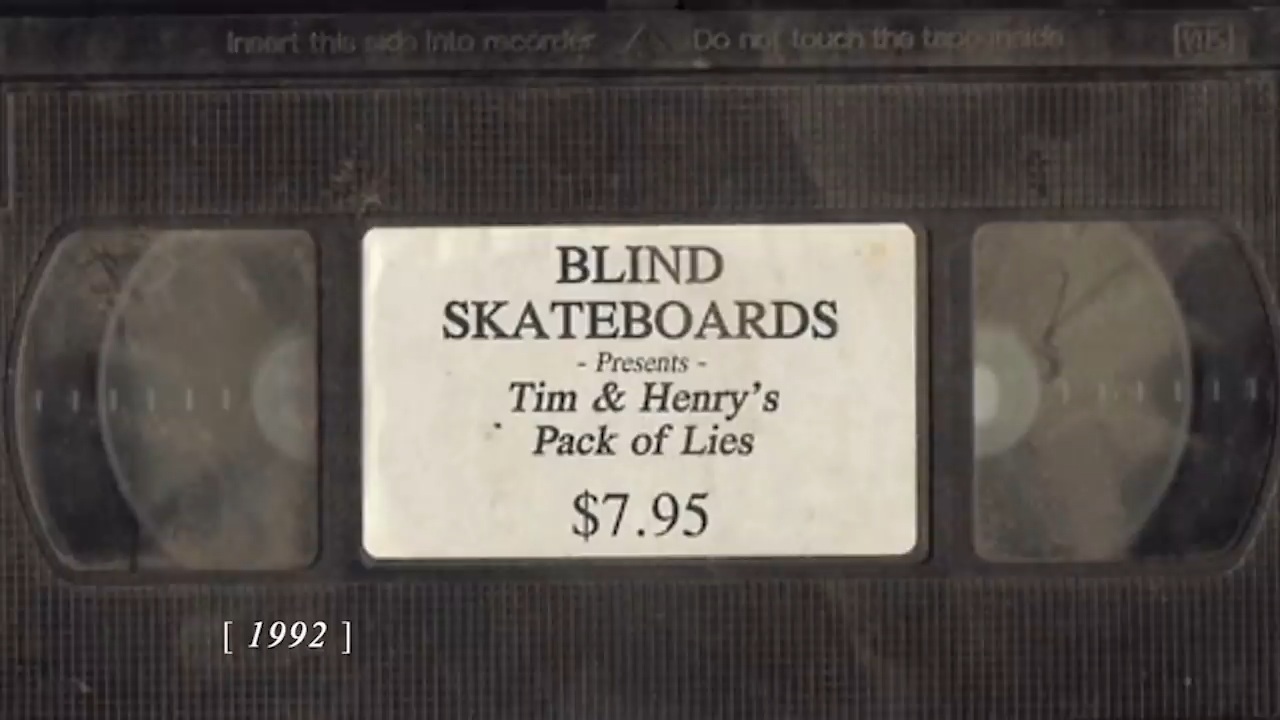 Insert this side into recorder / Do not touch the tape inside VHS
BLIND
SKATEBOARDS
- Presents -
Tim & Henry's
Pack of Lies
$7.95
[ 1992 ]